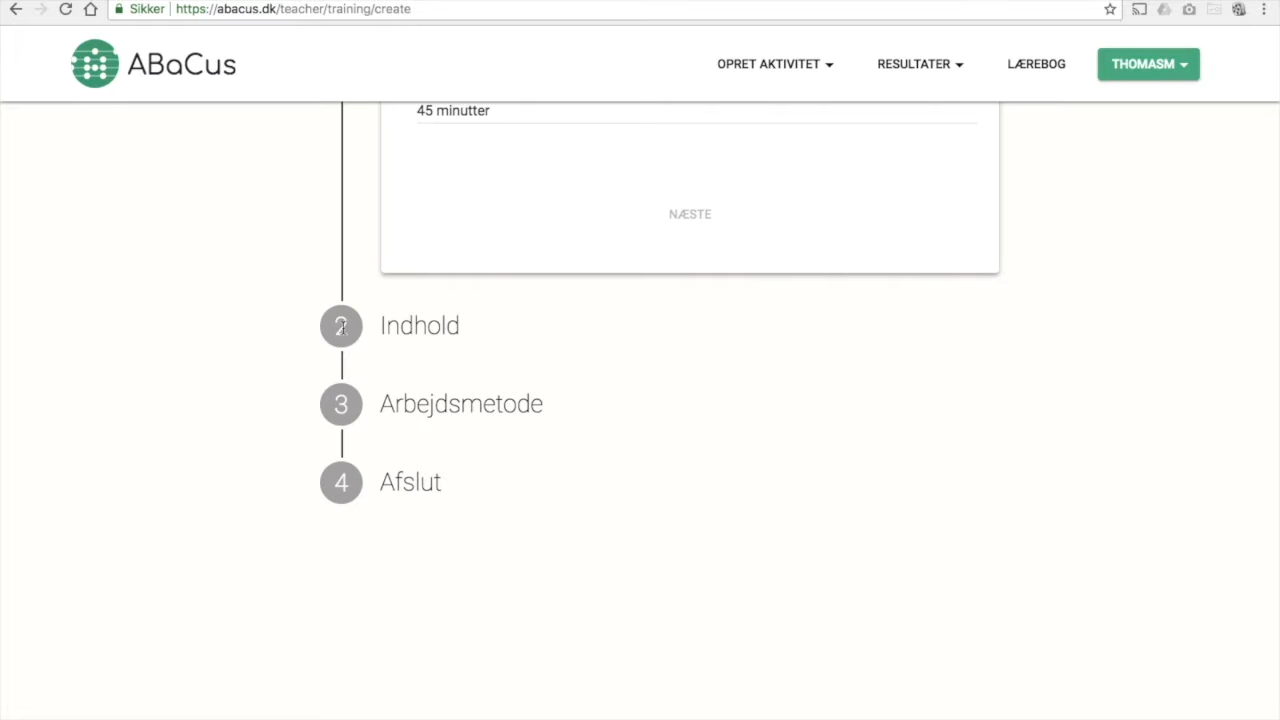 Sikker https://abacus.dk/teacher/training/create
ABaCus
OPRET AKTIVITET
RESULTATER
LÆREBOG
THOMASM
45 minutter
NÆSTE
2 Indhold
3 Arbejdsmetode
4 Afslut